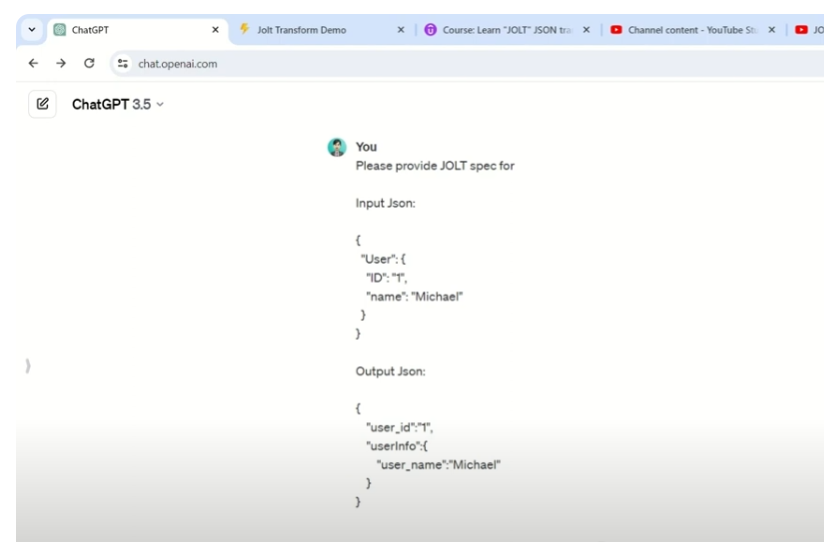 ChatGPT
Jolt Transform Demo
Course: Learn "JOLT" JSON tra
Channel content - YouTube St
JO
chat.openai.com
ChatGPT 3.5
You
Please provide JOLT spec for
Input Json:
{
"User": {
"ID": "1",
"name": "Michael"
}
}
Output Json:
{
"user_id":"1",
"userInfo":{
"user_name":"Michael"
}
}